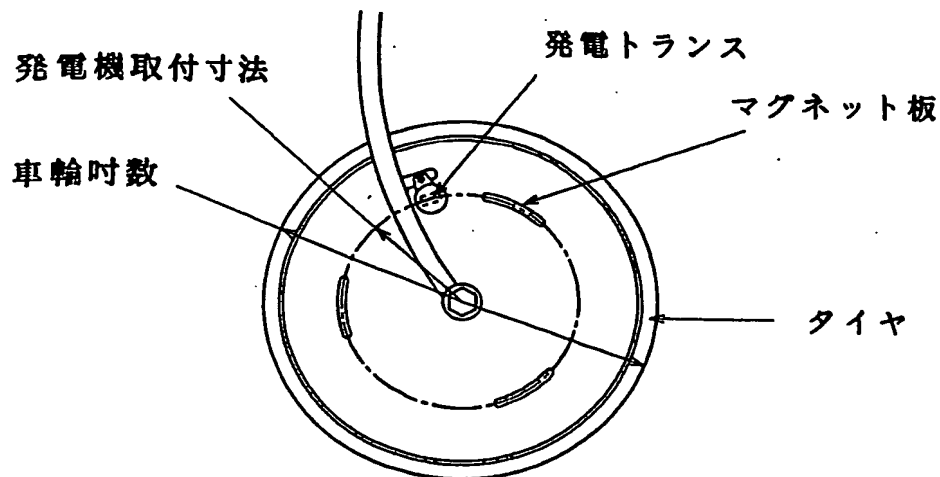 発電トランス
発電機取付寸法
マグネット板
車輪吋数
タイヤ